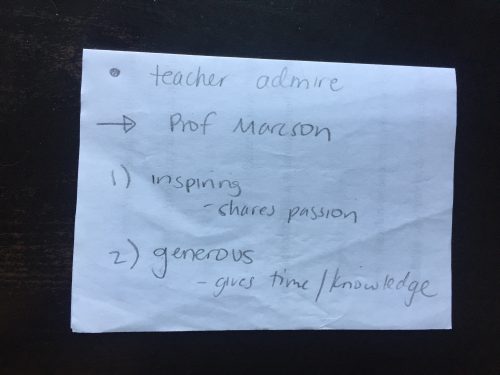 • teacher admire
→ Prof Marcson
1) inspiring
- shares passion
2) generous
- gives time/knowledge